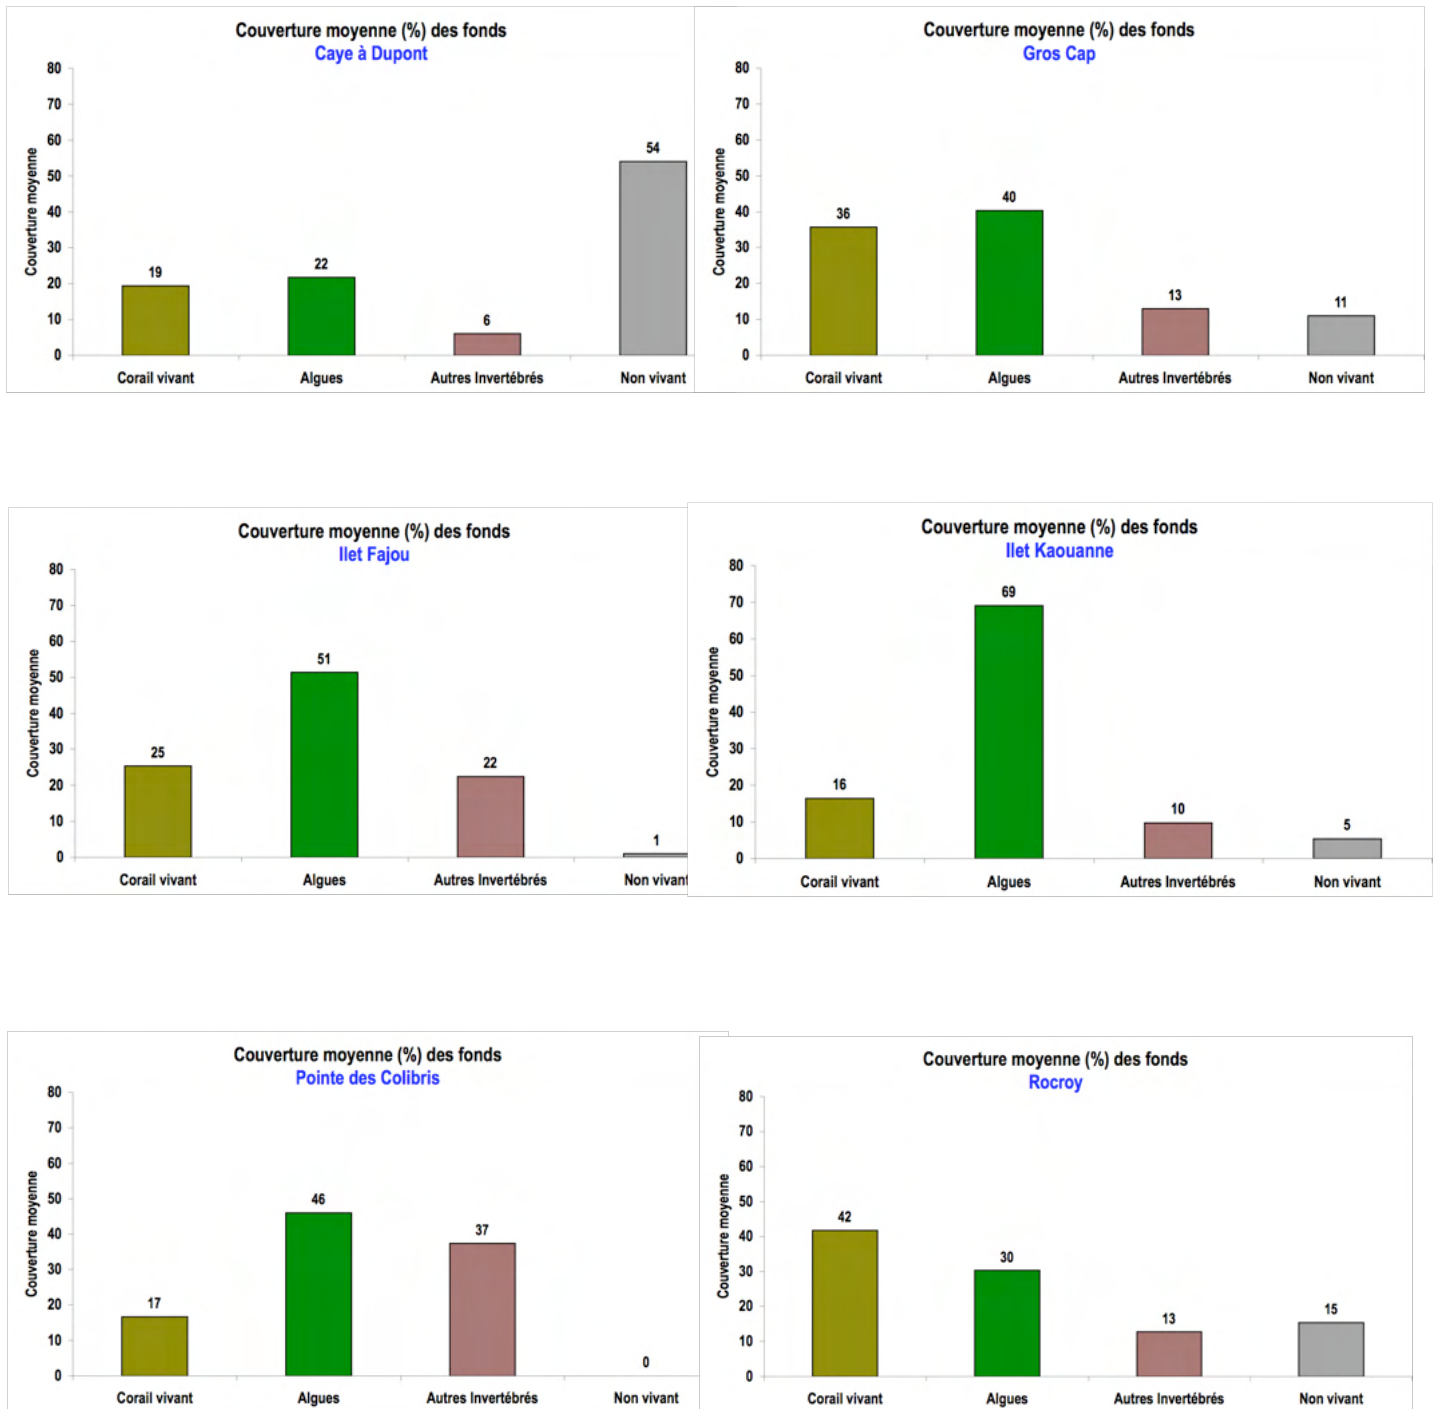 Couverture moyenne (%) des fonds
Caye à Dupont
80
70
60
50
40
30
20
10
0
Couverture moyenne
19
22
6
54
Corail vivant
Algues
Autres Invertébrés
Non vivant
Couverture moyenne (%) des fonds
Gros Cap
80
70
60
50
40
30
20
10
0
Couverture moyenne
36
40
13
11
Corail vivant
Algues
Autres Invertébrés
Non vivant
Couverture moyenne (%) des fonds
Ilet Fajou
80
70
60
50
40
30
20
10
0
Couverture moyenne
25
51
22
1
Corail vivant
Algues
Autres Invertébrés
Non vivant
Couverture moyenne (%) des fonds
Ilet Kaouanne
80
70
60
50
40
30
20
10
0
Couverture moyenne
16
69
10
5
Corail vivant
Algues
Autres Invertébrés
Non vivant
Couverture moyenne (%) des fonds
Pointe des Colibris
80
70
60
50
40
30
20
10
0
Couverture moyenne
17
46
37
0
Corail vivant
Algues
Autres Invertébrés
Non vivant
Couverture moyenne (%) des fonds
Rocroy
80
70
60
50
40
30
20
10
0
Couverture moyenne
42
30
13
15
Corail vivant
Algues
Autres Invertébrés
Non vivant